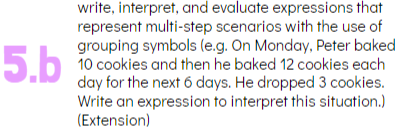 write, interpret, and evaluate expressions that
represent multi-step scenarios with the use of
grouping symbols (e.g. On Monday, Peter baked
5.b
10 cookies and then he baked 12 cookies each
day for the next 6 days. He dropped 3 cookies.
Write an expression to interpret this situation.)
(Extension)